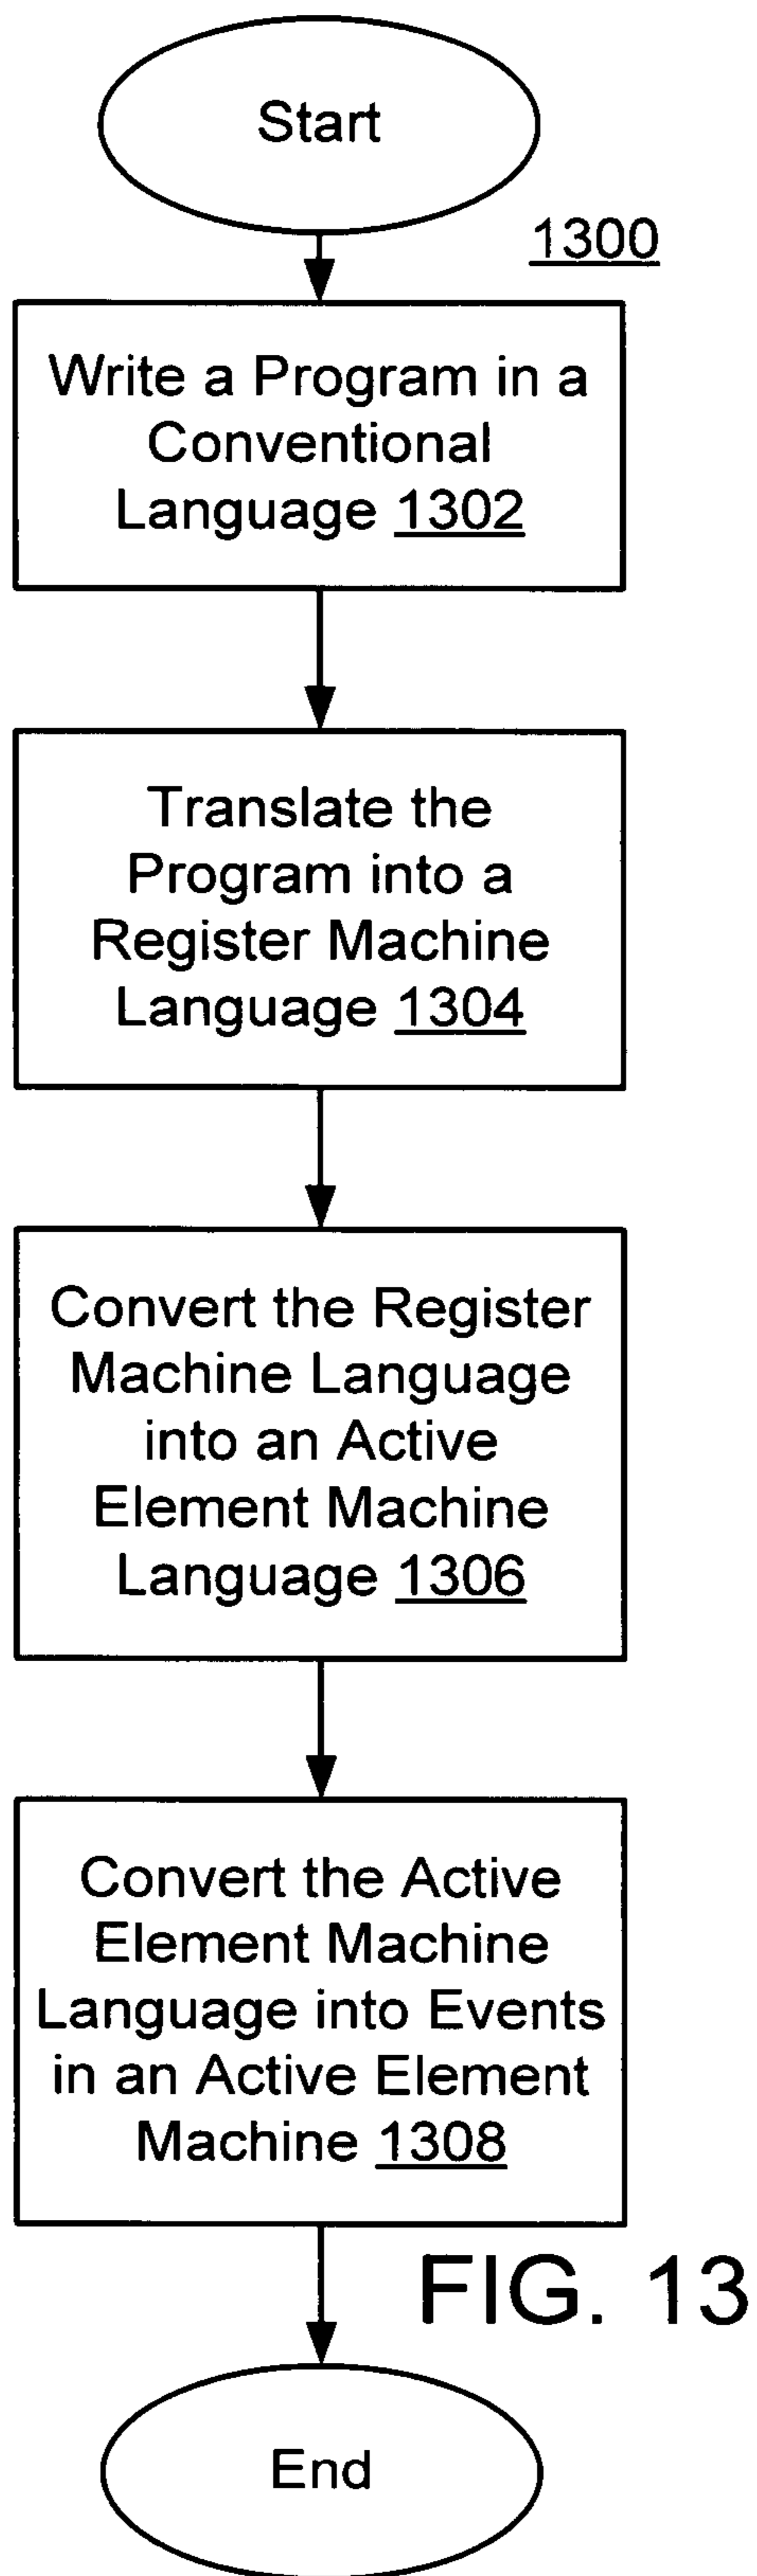 Start
1300
Write a Program in a
Conventional
Language 1302
Translate the
Program into a
Register Machine
Language 1304
Convert the Register
Machine Language
into an Active
Element Machine
Language 1306
Convert the Active
Element Machine
Language into Events
in an Active Element
Machine 1308
FIG. 13
End